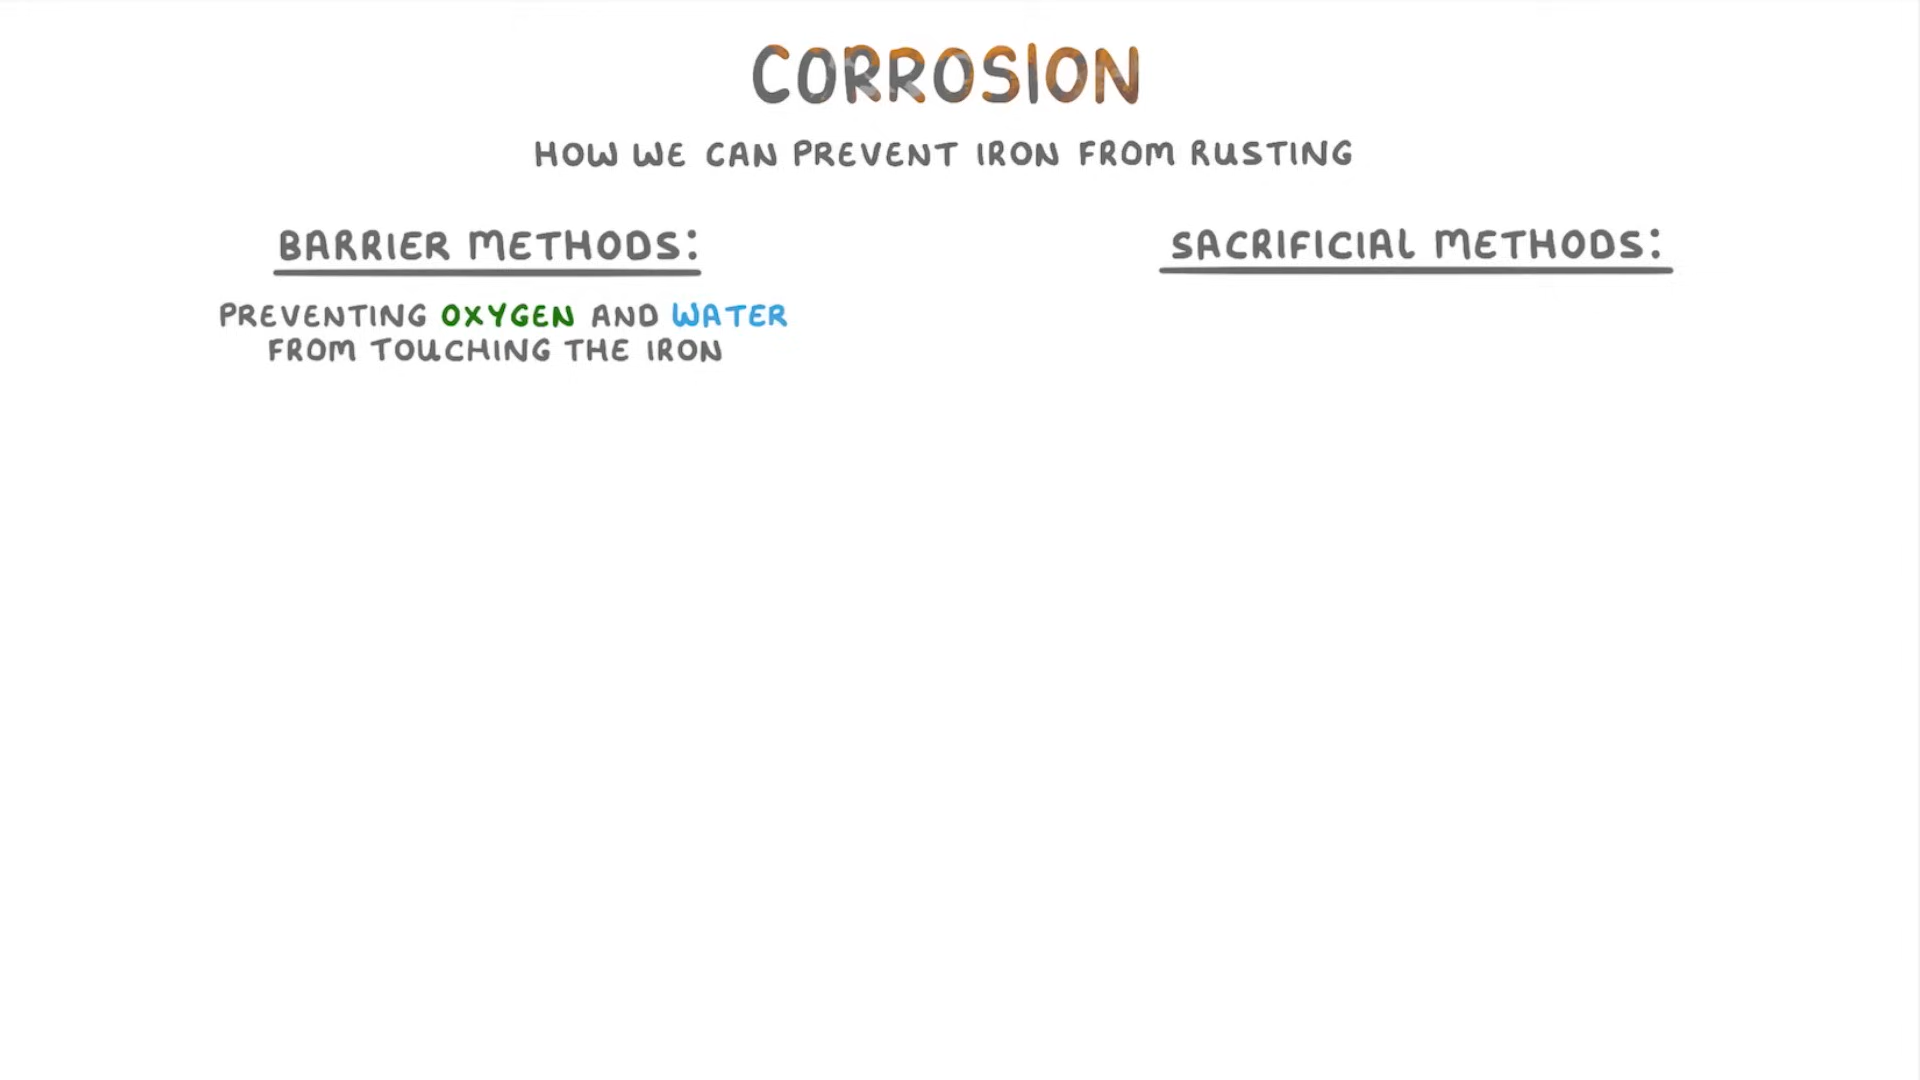 CORROSION
HOW WE CAN PREVENT IRON FROM RUSTING
BARRIER METHODS:
PREVENTING OXYGEN AND WATER
FROM TOUCHING THE IRON
SACRIFICIAL METHODS: